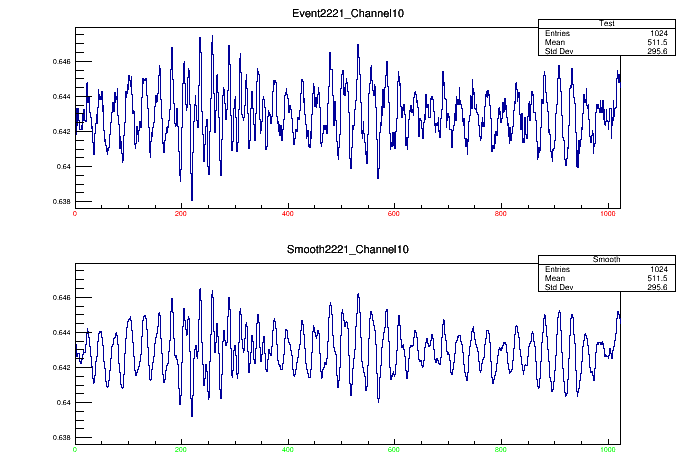 Event2221_Channel10
Test
Entries 1024
Mean 511.5
Std Dev 295.6
0.646
0.644
0.642
0.64
0.638
0 200 400 600 800 1000
Smooth2221_Channel10
Smooth
Entries 1024
Mean 511.5
Std Dev 295.6
0.646
0.644
0.642
0.64
0.638
0 200 400 600 800 1000